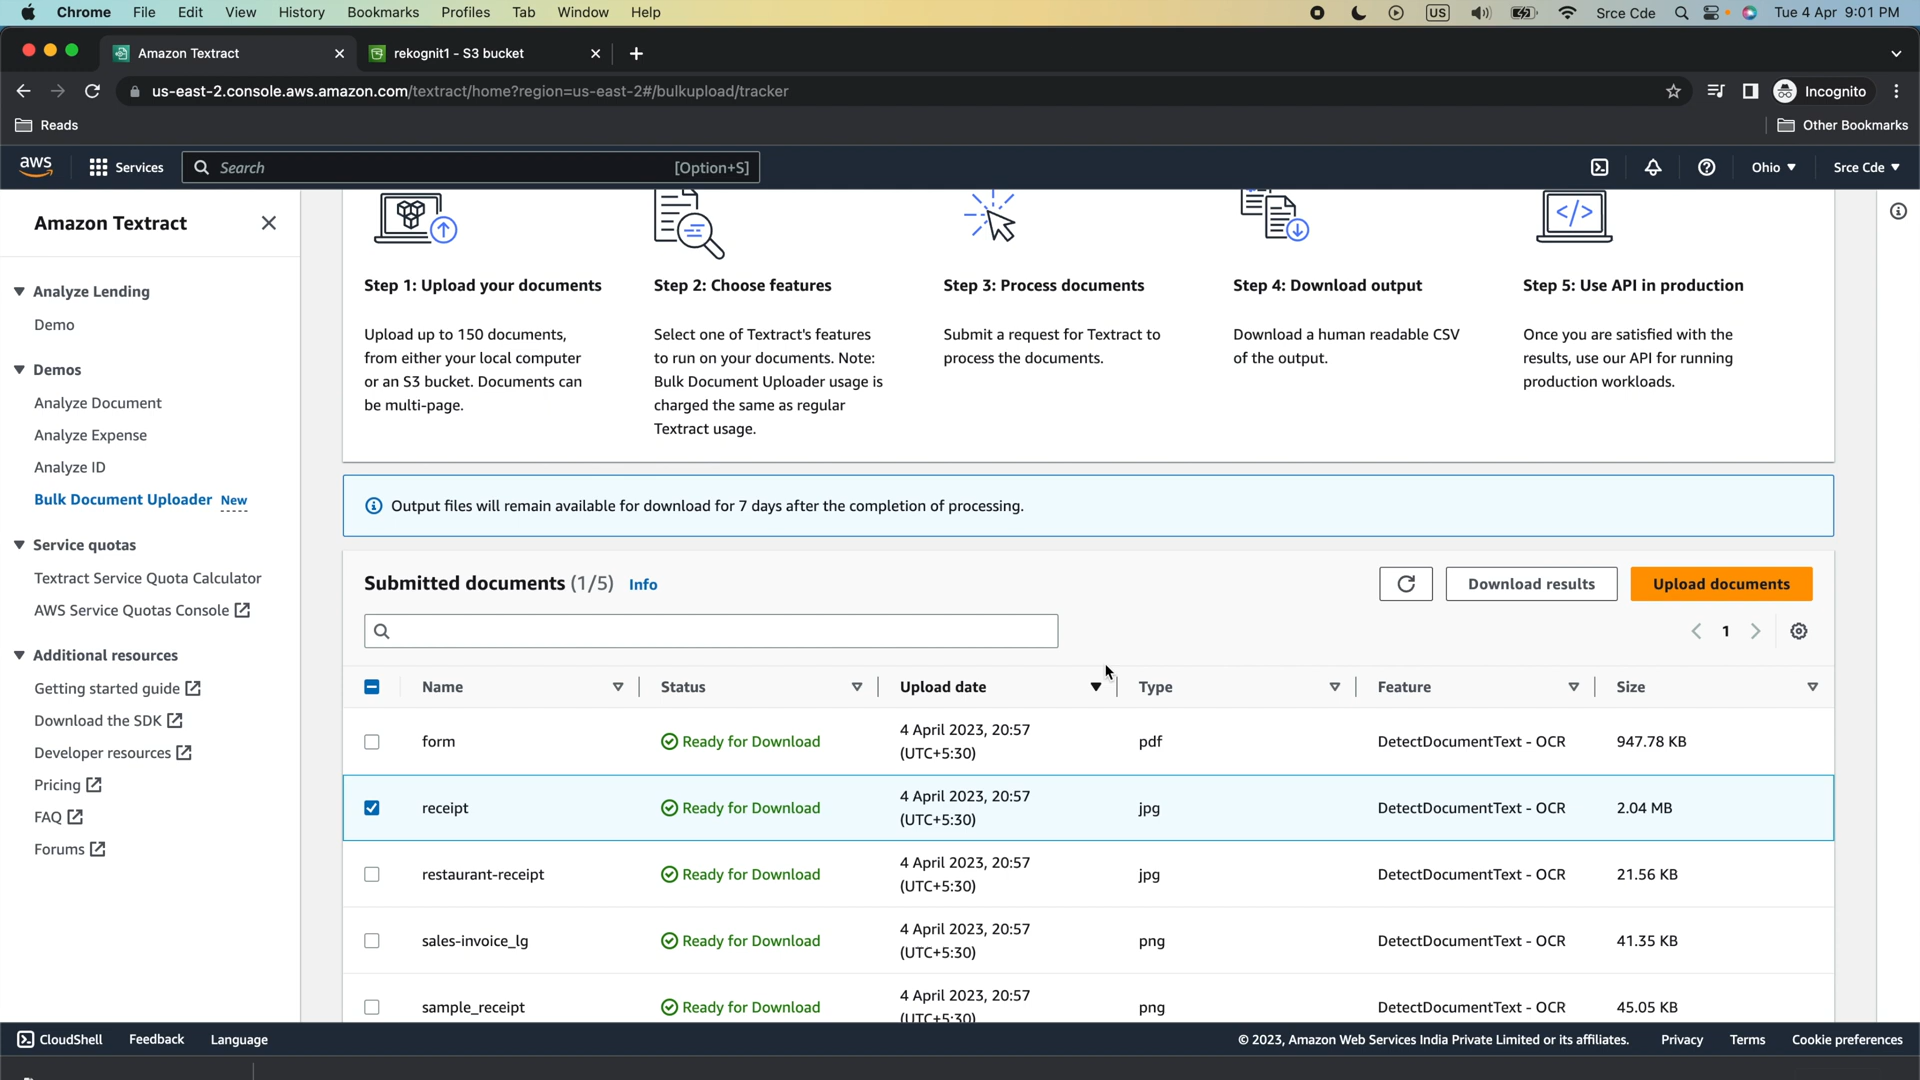 Chrome File Edit View History Bookmarks Profiles Tab Window Help US Srce Cde Tue 4 Apr 9:01 PM
Amazon Textract rekognit1 - S3 bucket
us-east-2.console.aws.amazon.com/textract/home?region=us-east-2#/bulkupload/tracker Incognito
Reads Other Bookmarks
aws Services Search [Option+S] Ohio Srce Cde
Amazon Textract
Analyze Lending
Demo
Demos
Analyze Document
Analyze Expense
Analyze ID
Bulk Document Uploader New
Service quotas
Textract Service Quota Calculator
AWS Service Quotas Console
Additional resources
Getting started guide
Download the SDK
Developer resources
Pricing
FAQ
Forums
Step 1: Upload your documents
Upload up to 150 documents,
from either your local computer
or an S3 bucket. Documents can
be multi-page.
Step 2: Choose features
Select one of Textract's features
to run on your documents. Note:
Bulk Document Uploader usage is
charged the same as regular
Textract usage.
Step 3: Process documents
Submit a request for Textract to
process the documents.
Step 4: Download output
Download a human readable CSV
of the output.
Step 5: Use API in production
Once you are satisfied with the
results, use our API for running
production workloads.
Output files will remain available for download for 7 days after the completion of processing.
Submitted documents (1/5) Info Download results Upload documents
1
Name Status Upload date Type Feature Size
form Ready for Download 4 April 2023, 20:57 (UTC+5:30) pdf DetectDocumentText - OCR 947.78 KB
receipt Ready for Download 4 April 2023, 20:57 (UTC+5:30) jpg DetectDocumentText - OCR 2.04 MB
restaurant-receipt Ready for Download 4 April 2023, 20:57 (UTC+5:30) jpg DetectDocumentText - OCR 21.56 KB
sales-invoice_lg Ready for Download 4 April 2023, 20:57 (UTC+5:30) png DetectDocumentText - OCR 41.35 KB
sample_receipt Ready for Download 4 April 2023, 20:57 (UTC+5:30) png DetectDocumentText - OCR 45.05 KB
CloudShell Feedback Language © 2023, Amazon Web Services India Private Limited or its affiliates. Privacy Terms Cookie preferences